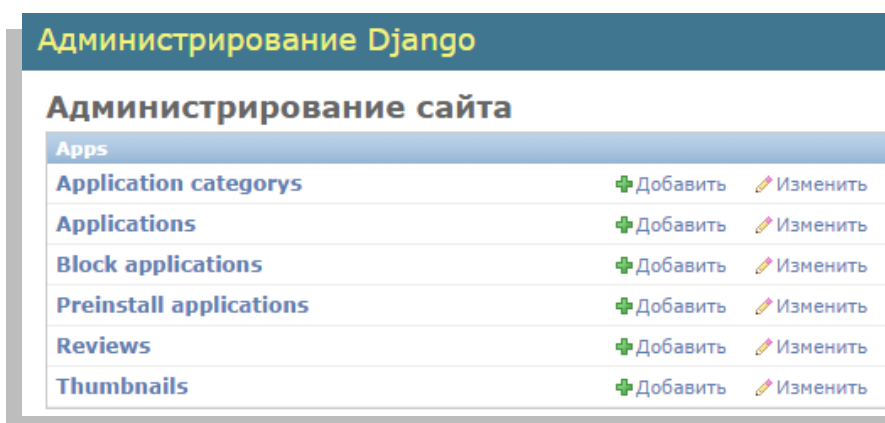 Администрирование Django
Администрирование сайта
Apps
Application categorys Добавить Изменить
Applications Добавить Изменить
Block applications Добавить Изменить
Preinstall applications Добавить Изменить
Reviews Добавить Изменить
Thumbnails Добавить Изменить